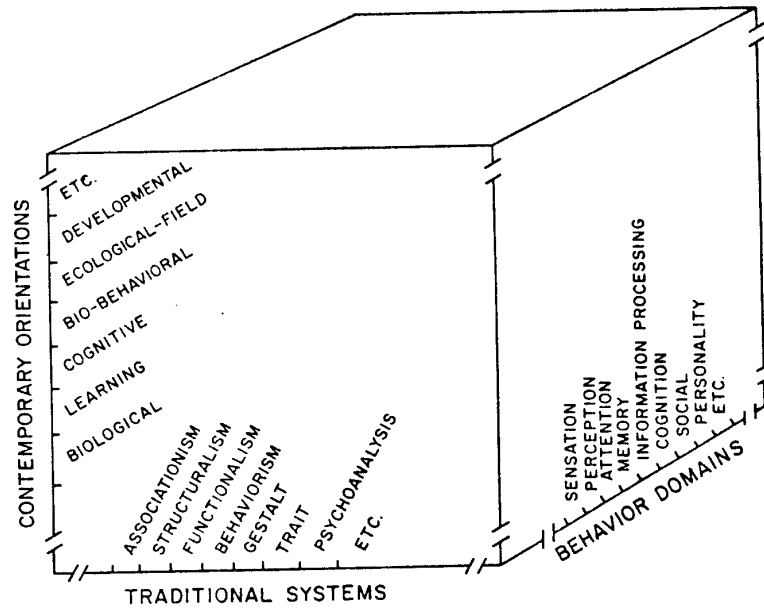 CONTEMPORARY ORIENTATIONS
ETC.
DEVELOPMENTAL
ECOLOGICAL-FIELD
BIO-BEHAVIORAL
COGNITIVE
LEARNING
BIOLOGICAL
ASSOCIATIONISM
STRUCTURALISM
FUNCTIONALISM
BEHAVIORISM
GESTALT
TRAIT
PSYCHOANALYSIS
ETC.
TRADITIONAL SYSTEMS
SENSATION
PERCEPTION
ATTENTION
MEMORY
INFORMATION PROCESSING
COGNITION
SOCIAL
PERSONALITY
ETC.
BEHAVIOR DOMAINS